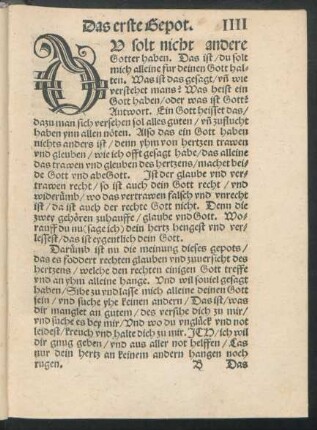 Das erste Gepot. IIII
DU solt nicht andere
Götter haben. Das ist / du solt
mich alleine fur deinen Gott hal-
ten. Was ist das gesagt / vñ wie
verstehet mans? Was heist ein
Gott haben / oder was ist Gott?
Antwort. Ein Gott heisset das /
dazu man sich versehen sol alles guten / vñ zuflucht
haben ynn allen nöten. Also das ein Gott haben
nichts anders ist / denn yhm von hertzen trawen
vnd gleuben / wie ich offt gesagt habe / das alleine
das trawen vnd gleuben des hertzens / machet bei-
de Gott vnd abeGott. Ist der glaube vnd ver-
trawen recht / so ist auch dein Gott recht / vnd
widerümb / wo das vertrawen falsch vnd vnrecht
ist / da ist auch der rechte Gott nicht. Denn die
zwey gehören zuhauffe / glaube vnd Gott. Wo-
rauff du nu (sage ich) dein hertz hengest vnd ver-
lessest / das ist eygentlich dein Gott.
Darümb ist nu die meinung dieses gepots /
das es foddert rechten glauben vnd zuuersicht des
hertzens / welche den rechten einigen Gott treffe
vnd an yhm alleine hange. Vnd wil souiel gesagt
haben / Sihe zu vnd lasse mich alleine deinen Gott
sein / vnd suche yhe keinen andern / Das ist / was
dir manglet an gutem / des versihe dich zu mir /
vnd suche es bey mir / Vnd wo du vnglück vnd not
leidest / kreuch vnd halte dich zu mir. ICH / ich wil
dir gnug geben / vnd aus aller not helffen / Las
nur dein hertz an keinem andern hangen noch
rugen. B Das